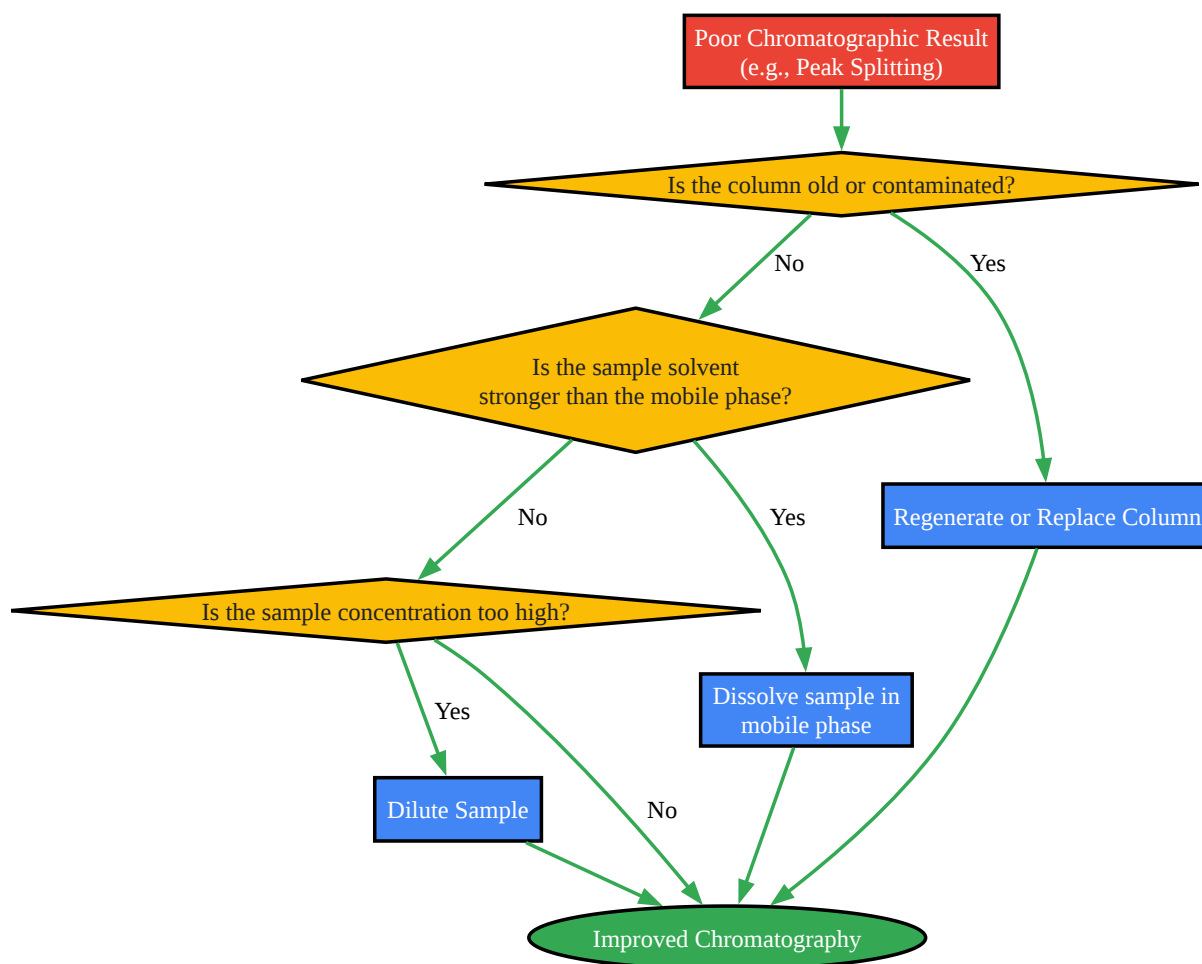 Poor Chromatographic Result
(e.g., Peak Splitting)
Is the column old or contaminated?
No
Yes
Is the sample solvent
stronger than the mobile phase?
No
Yes
Regenerate or Replace Column
Is the sample concentration too high?
Yes
Dissolve sample in
mobile phase
Dilute Sample
No
Improved Chromatography